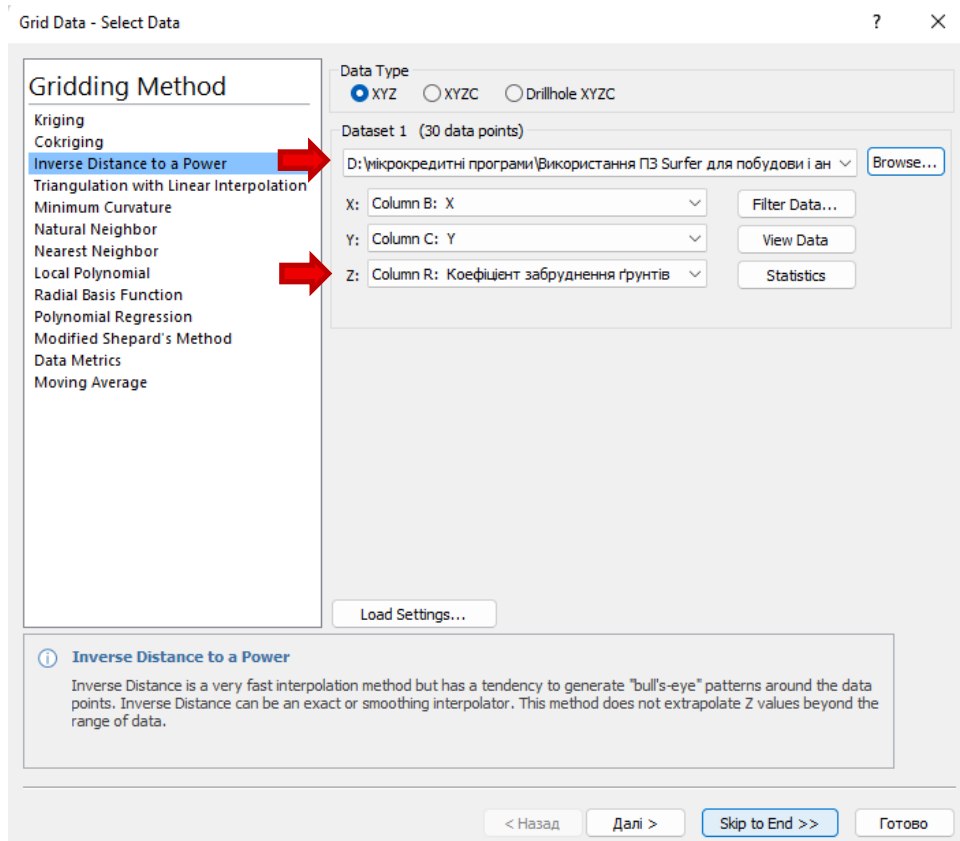 Grid Data - Select Data
?
Gridding Method
Kriging
Cokriging
Inverse Distance to a Power
Triangulation with Linear Interpolation
Minimum Curvature
Natural Neighbor
Nearest Neighbor
Local Polynomial
Radial Basis Function
Polynomial Regression
Modified Shepard's Method
Data Metrics
Moving Average
Data Type
XYZ XYZC Drillhole XYZC
Dataset 1 (30 data points)
D:\мікрокредитні програми\Використання ПЗ Surfer для побудови і ан Browse...
X: Column B: X Filter Data...
Y: Column C: Y View Data
Z: Column R: Коефіцієнт забруднення ґрунтів Statistics
Load Settings...
Inverse Distance to a Power
Inverse Distance is a very fast interpolation method but has a tendency to generate "bull's-eye" patterns around the data
points. Inverse Distance can be an exact or smoothing interpolator. This method does not extrapolate Z values beyond the
range of data.
< Назад Далі > Skip to End >> Готово